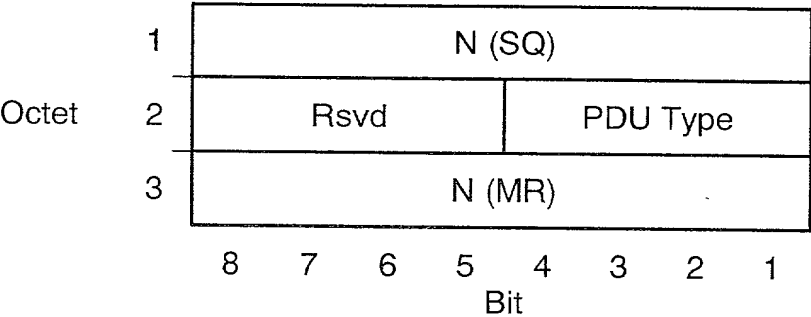 1 N (SQ)
Octet 2 Rsvd PDU Type
3 N (MR)
8 7 6 5 4 3 2 1
Bit